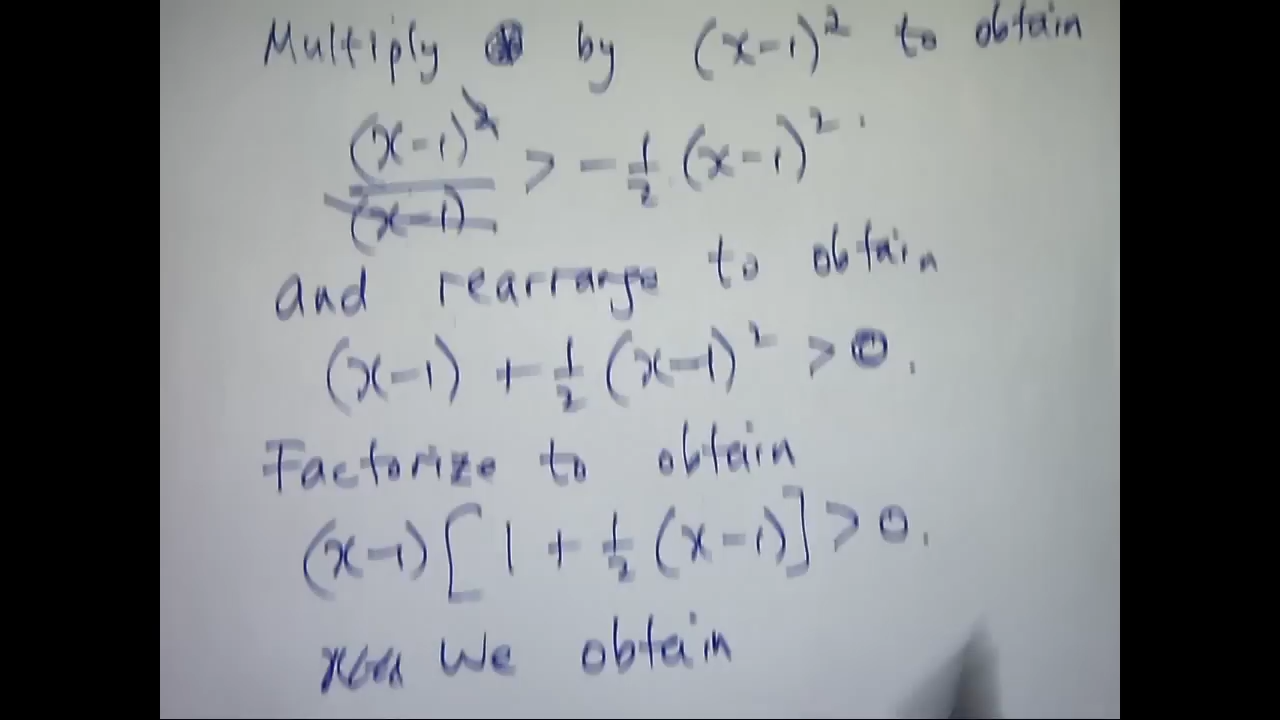 Multiply by (x-1)² to obtain
(x-1)²/(x-1) > -1/2 (x-1)².
and rearrange to obtain
(x-1) + 1/2 (x-1)² > 0.
Factorize to obtain
(x-1)[1 + 1/2 (x-1)] > 0.
We obtain